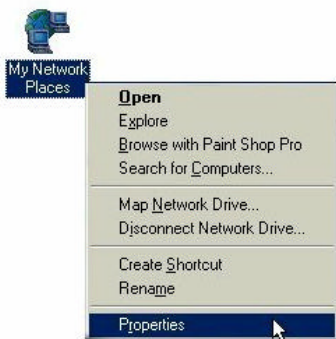 My Network
Places
Open
Explore
Browse with Paint Shop Pro
Search for Computers...
Map Network Drive...
Disconnect Network Drive...
Create Shortcut
Rename
Properties